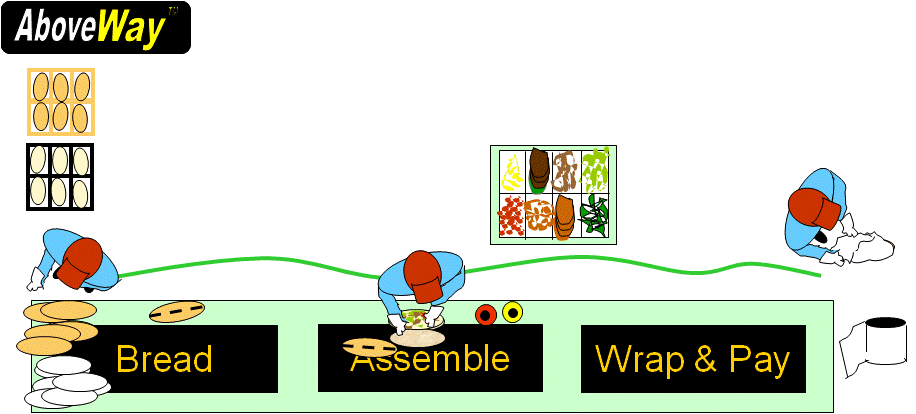 AboveWay™
Bread
Assemble
Wrap & Pay